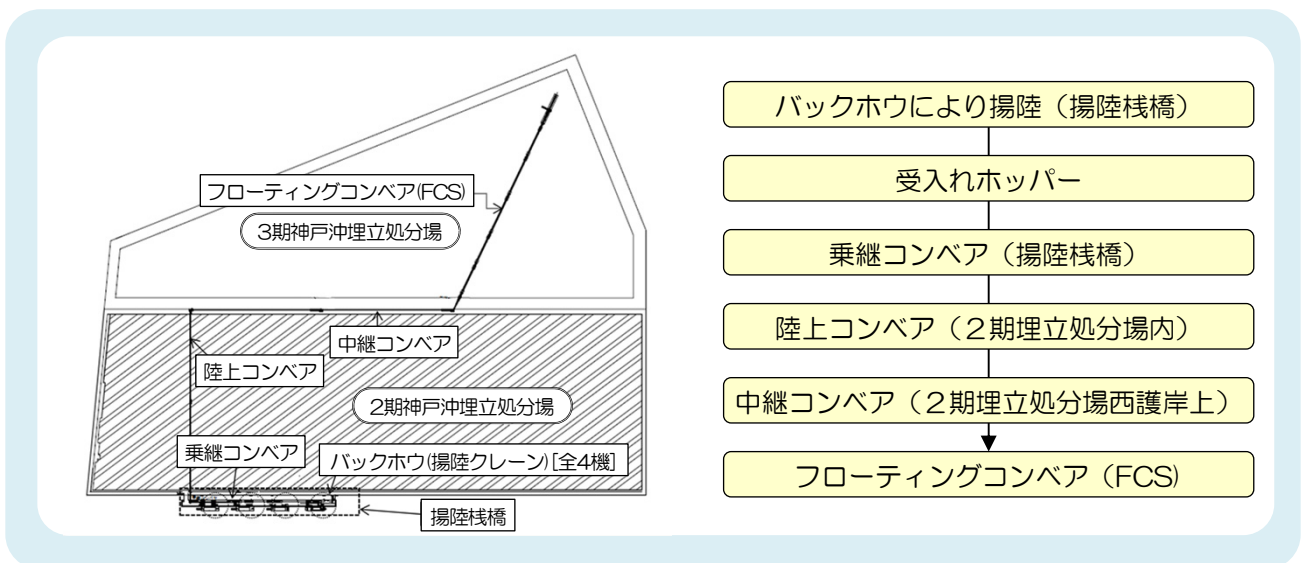 フローティングコンベア(FCS)
3期神戸沖埋立処分場
中継コンベア
陸上コンベア
2期神戸沖埋立処分場
乗継コンベア
バックホウ(揚陸クレーン)[全4機]
揚陸桟橋
バックホウにより揚陸（揚陸桟橋）
受入れホッパー
乗継コンベア（揚陸桟橋）
陸上コンベア（２期埋立処分場内）
中継コンベア（２期埋立処分場西護岸上）
フローティングコンベア（FCS)